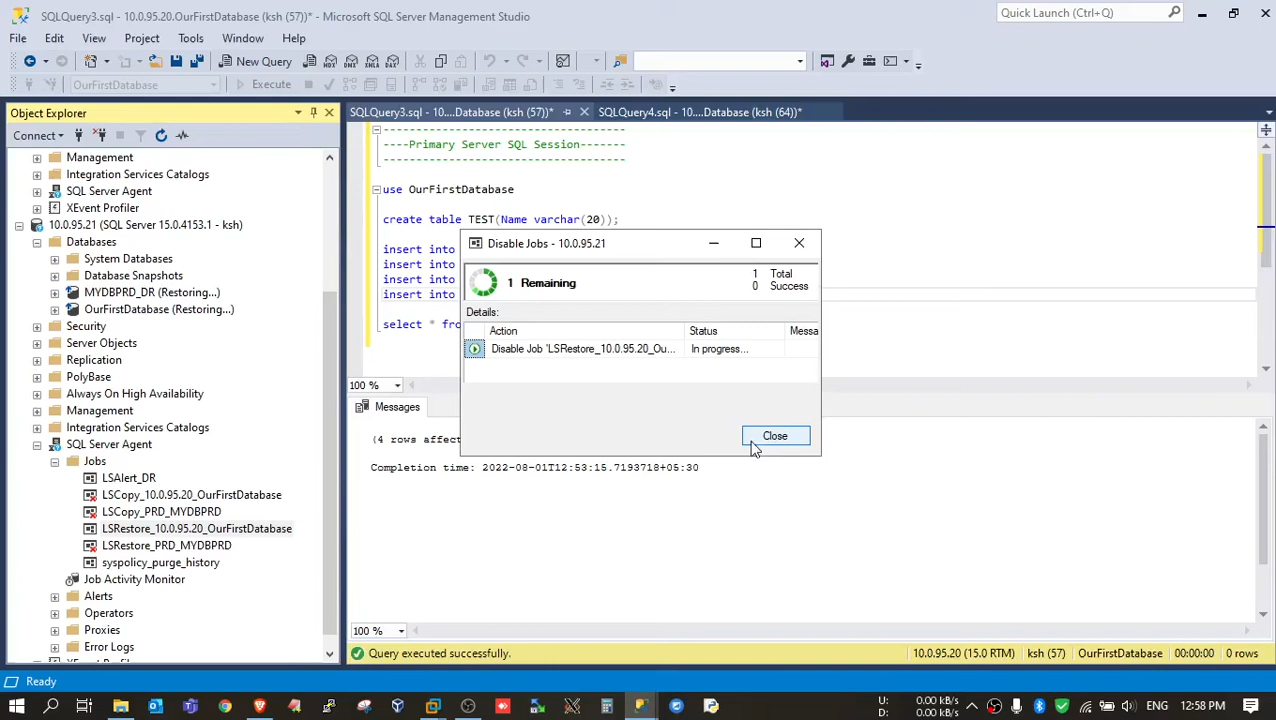 SQLQuery3.sql - 10.0.95.20.OurFirstDatabase (ksh (57))* - Microsoft SQL Server Management Studio
Quick Launch (Ctrl+Q)
File Edit View Project Tools Window Help
New Query
MDX DMX XMLA DAX
OurFirstDatabase
Execute
Object Explorer
SQLQuery3.sql - 10....Database (ksh (57))*
SQLQuery4.sql - 10....Database (ksh (64))*
Connect
Management
Integration Services Catalogs
SQL Server Agent
XEvent Profiler
10.0.95.21 (SQL Server 15.0.4153.1 - ksh)
Databases
System Databases
Database Snapshots
MYDBPRD_DR (Restoring...)
OurFirstDatabase (Restoring...)
Security
Server Objects
Replication
PolyBase
Always On High Availability
Management
Integration Services Catalogs
SQL Server Agent
Jobs
LSAlert_DR
LSCopy_10.0.95.20_OurFirstDatabase
LSCopy_PRD_MYDBPRD
LSRestore_10.0.95.20_OurFirstDatabase
LSRestore_PRD_MYDBPRD
syspolicy_purge_history
Job Activity Monitor
Alerts
Operators
Proxies
Error Logs
--------------------------------
----Primary Server SQL Session-------
--------------------------------
use OurFirstDatabase
create table TEST(Name varchar(20));
insert into
insert into
insert into
insert into
select * fro
Disable Jobs - 10.0.95.21
1 Remaining
1 Total
0 Success
Details:
Action Status Messa
Disable Job 'LSRestore_10.0.95.20_Ou... In progress...
Close
100 %
Messages
(4 rows affect
Completion time: 2022-08-01T12:53:15.7193718+05:30
100 %
Query executed successfully.
10.0.95.20 (15.0 RTM) ksh (57) OurFirstDatabase 00:00:00 0 rows
Ready
U: 0.00 kB/s
D: 0.00 kB/s
ENG
12:58 PM